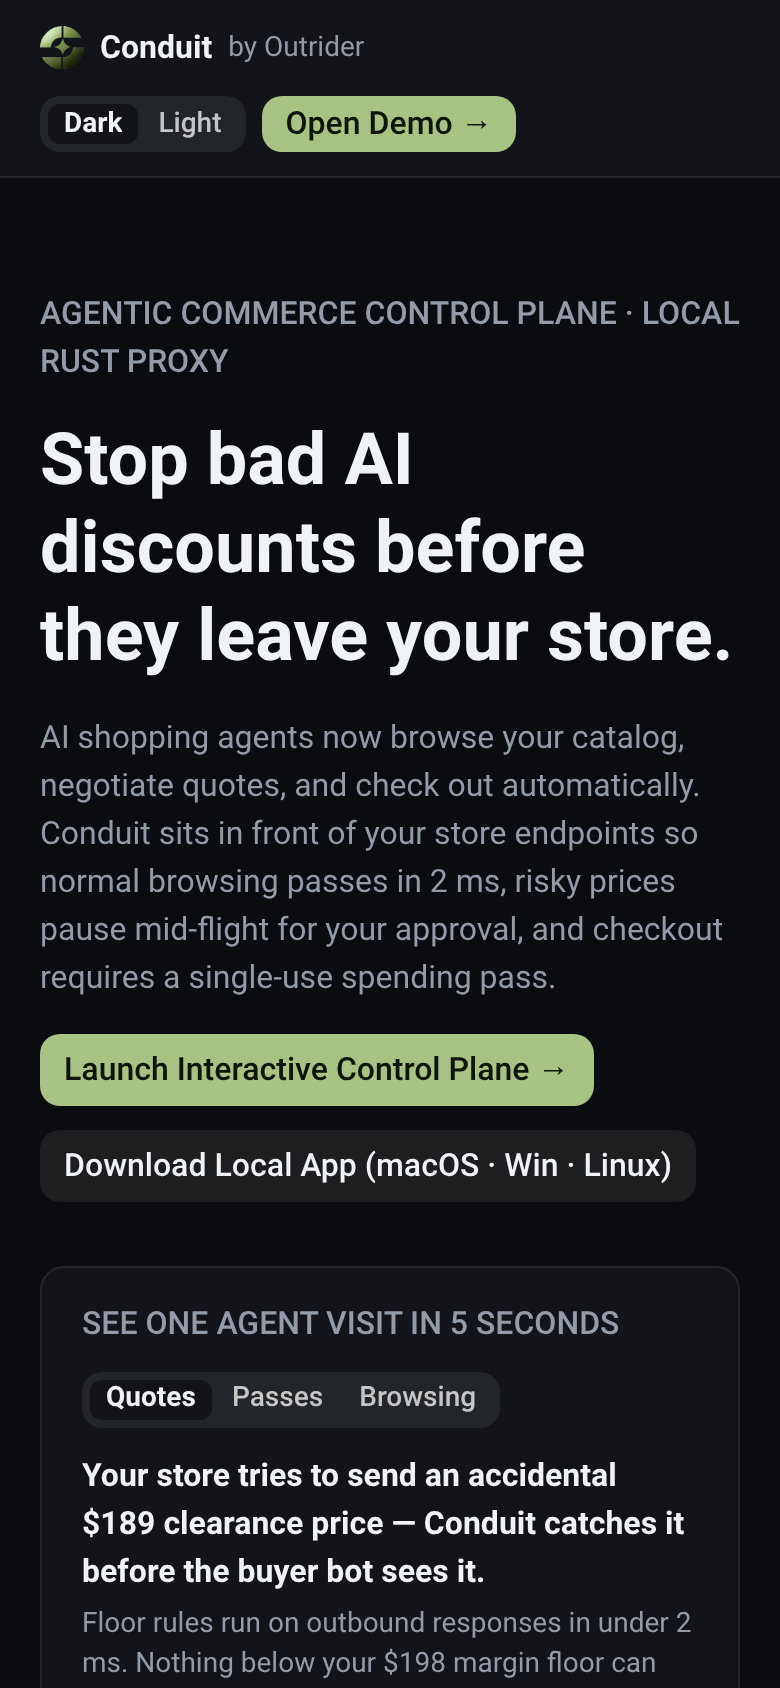 Conduit by Outrider
Dark Light Open Demo →
AGENTIC COMMERCE CONTROL PLANE · LOCAL
RUST PROXY
Stop bad AI
discounts before
they leave your store.
AI shopping agents now browse your catalog,
negotiate quotes, and check out automatically.
Conduit sits in front of your store endpoints so
normal browsing passes in 2 ms, risky prices
pause mid-flight for your approval, and checkout
requires a single-use spending pass.
Launch Interactive Control Plane →
Download Local App (macOS · Win · Linux)
SEE ONE AGENT VISIT IN 5 SECONDS
Quotes Passes Browsing
Your store tries to send an accidental
$189 clearance price — Conduit catches it
before the buyer bot sees it.
Floor rules run on outbound responses in under 2
ms. Nothing below your $198 margin floor can